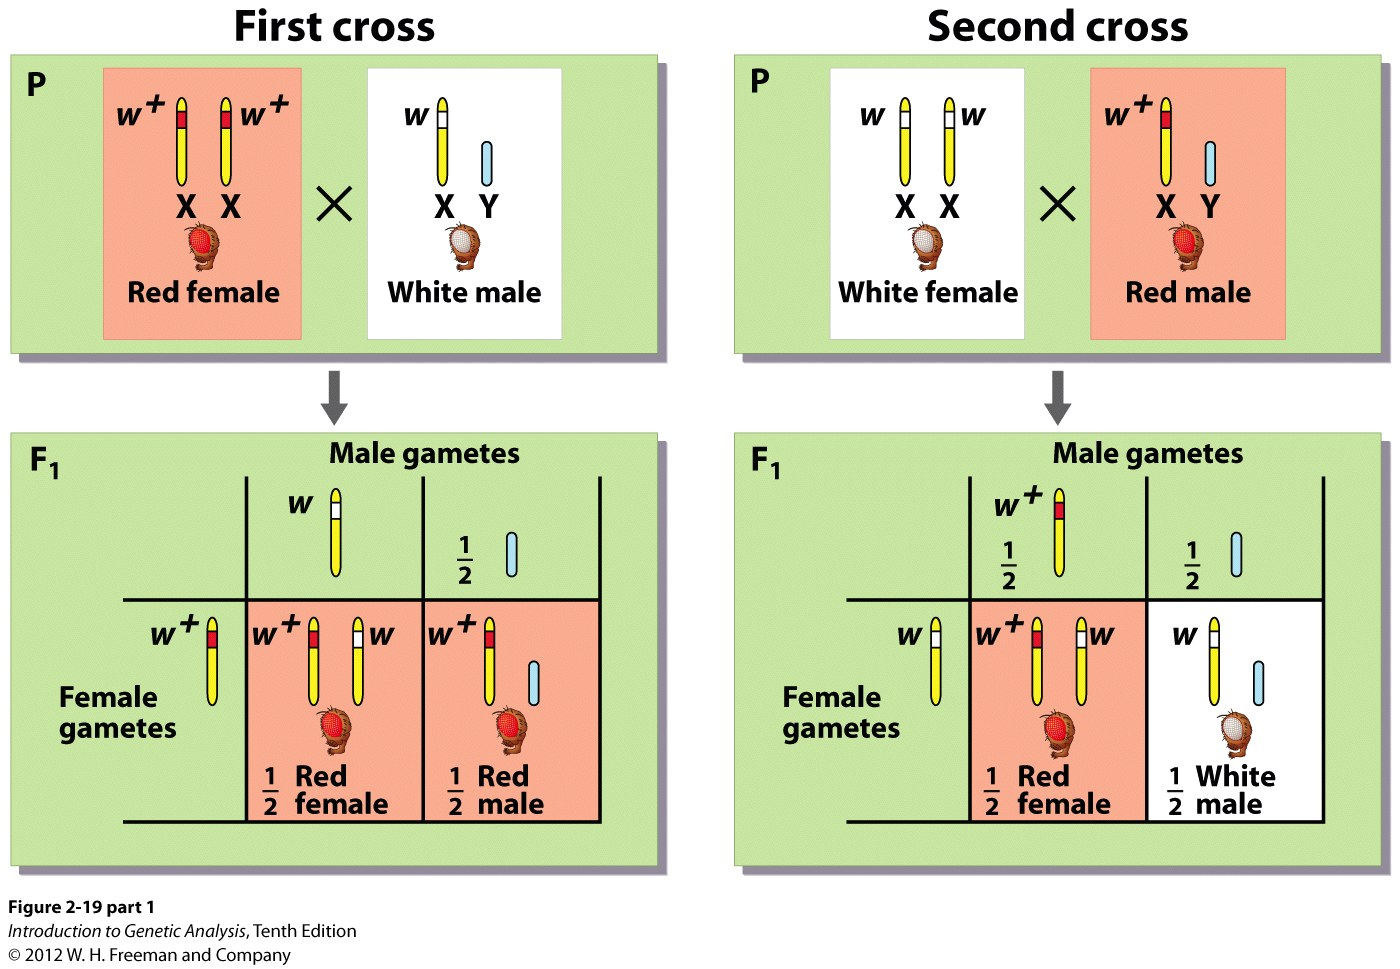 First cross
P
w+ w+
X X
Red female
w
X Y
White male
F1
Male gametes
w
1/2
w+
Female
gametes
w+ w
1/2 Red
female
w+
1/2 Red
male
Second cross
P
w w
X X
White female
w+
X Y
Red male
F1
Male gametes
w+
1/2
1/2
w
Female
gametes
w+ w
1/2 Red
female
w
1/2 White
male
Figure 2-19 part 1
Introduction to Genetic Analysis, Tenth Edition
© 2012 W. H. Freeman and Company